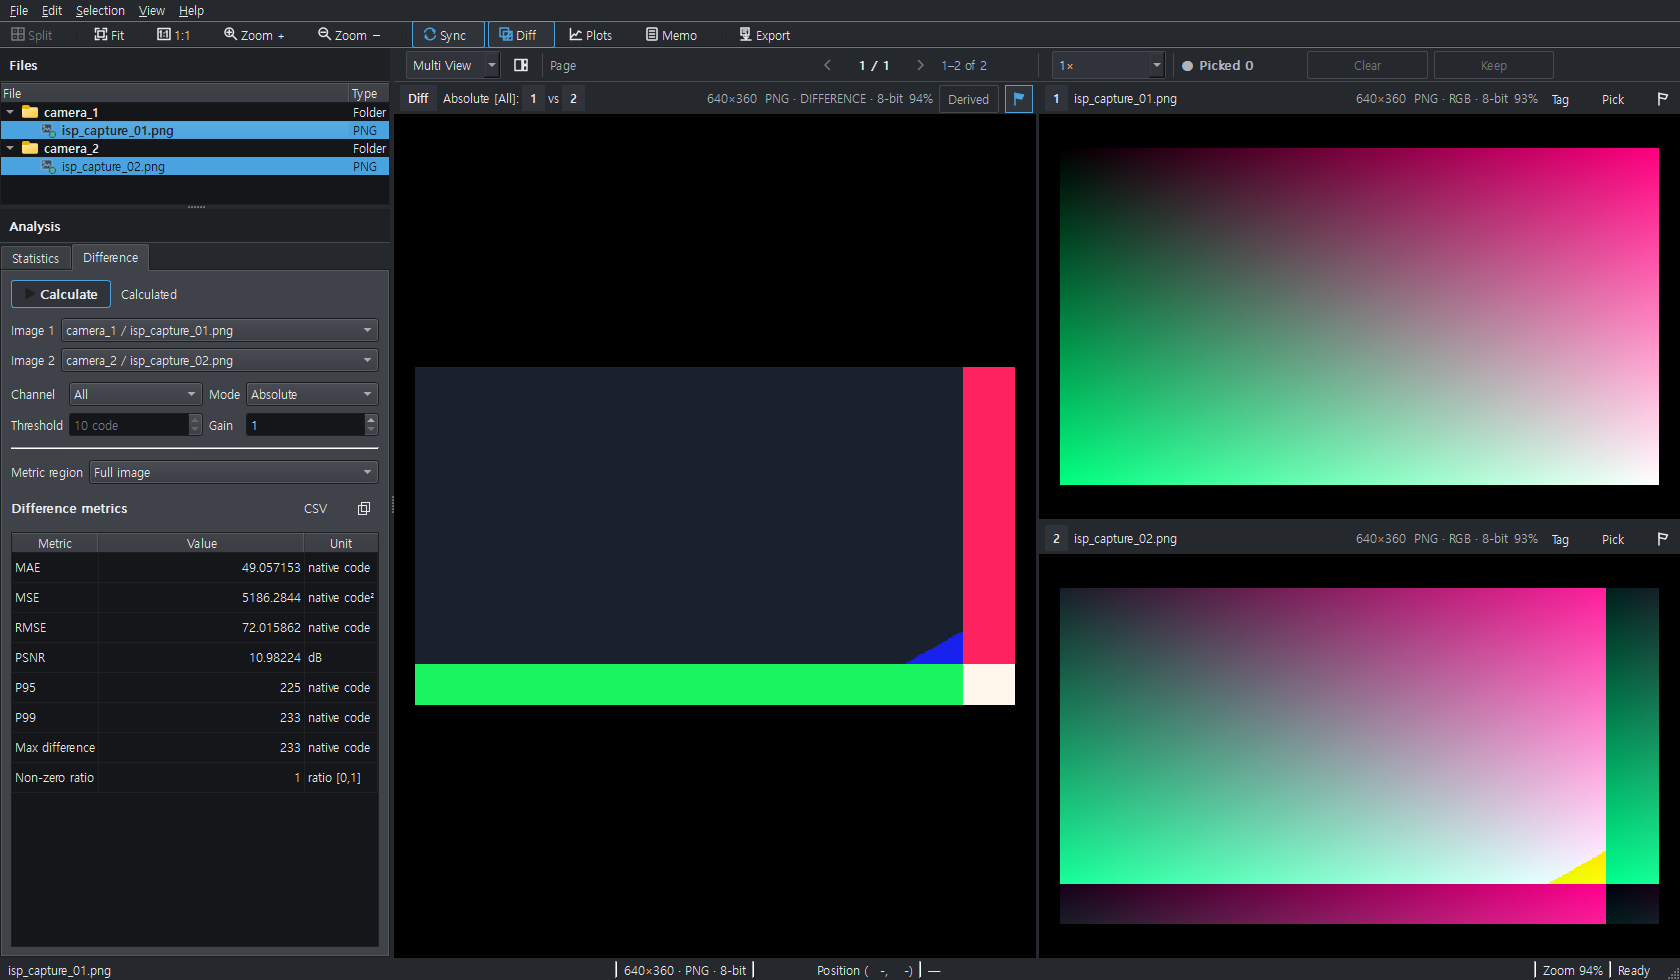 File Edit Selection View Help
Split Fit 1:1 Zoom + Zoom − Sync Diff Plots Memo Export
Files
File Type
camera_1 Folder
isp_capture_01.png PNG
camera_2 Folder
isp_capture_02.png PNG
Analysis
Statistics Difference
Calculate Calculated
Image 1 camera_1 / isp_capture_01.png
Image 2 camera_2 / isp_capture_02.png
Channel All Mode Absolute
Threshold 10 code Gain 1
Metric region Full image
Difference metrics CSV
Metric Value Unit
MAE 49.057153 native code
MSE 5186.2844 native code²
RMSE 72.015862 native code
PSNR 10.98224 dB
P95 225 native code
P99 233 native code
Max difference 233 native code
Non-zero ratio 1 ratio [0,1]
Multi View Page 1 / 1 1–2 of 2 1× Picked 0 Clear Keep
Diff Absolute [All]: 1 vs 2 640×360 PNG · DIFFERENCE · 8-bit 94% Derived
1 isp_capture_01.png 640×360 PNG · RGB · 8-bit 93% Tag Pick
2 isp_capture_02.png 640×360 PNG · RGB · 8-bit 93% Tag Pick
isp_capture_01.png 640×360 · PNG · 8-bit Position ( -, -) — Zoom 94% Ready